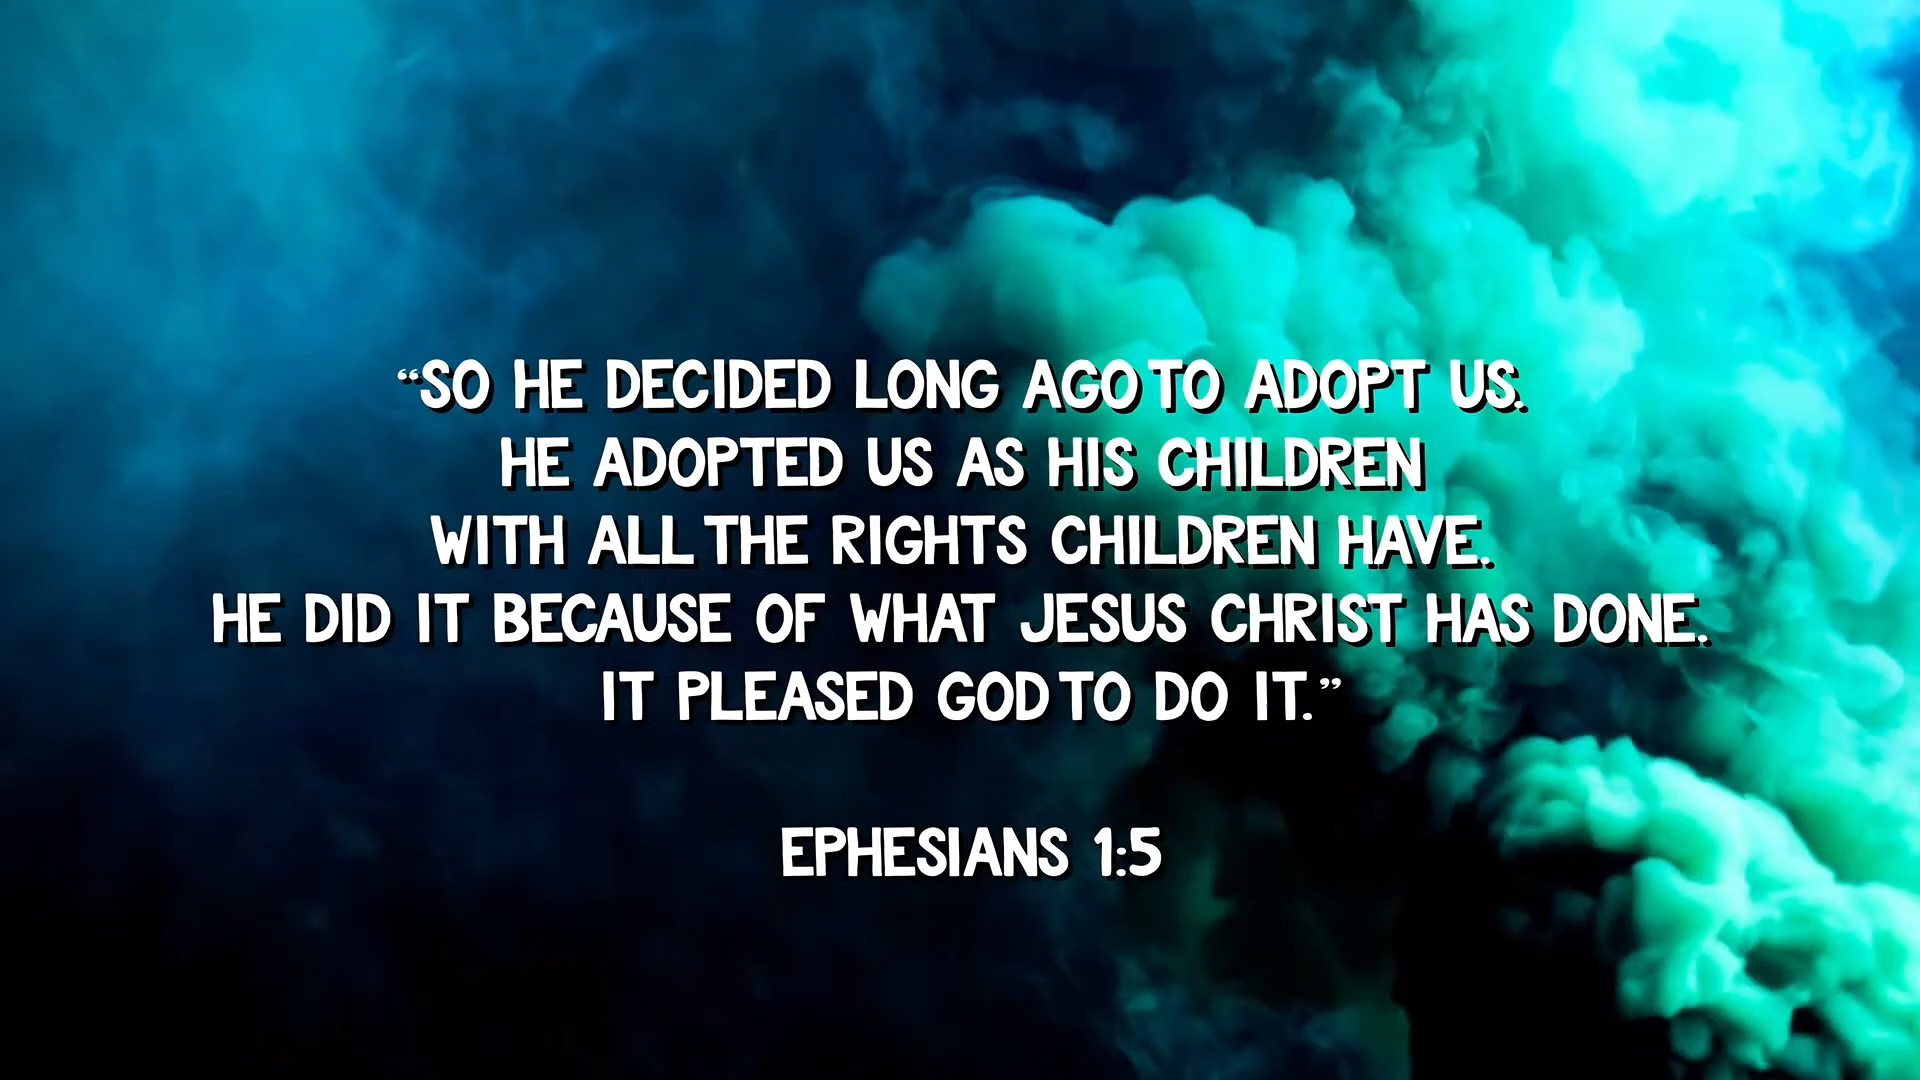 “SO HE DECIDED LONG AGO TO ADOPT US.
HE ADOPTED US AS HIS CHILDREN
WITH ALL THE RIGHTS CHILDREN HAVE.
HE DID IT BECAUSE OF WHAT JESUS CHRIST HAS DONE.
IT PLEASED GOD TO DO IT.”
EPHESIANS 1:5